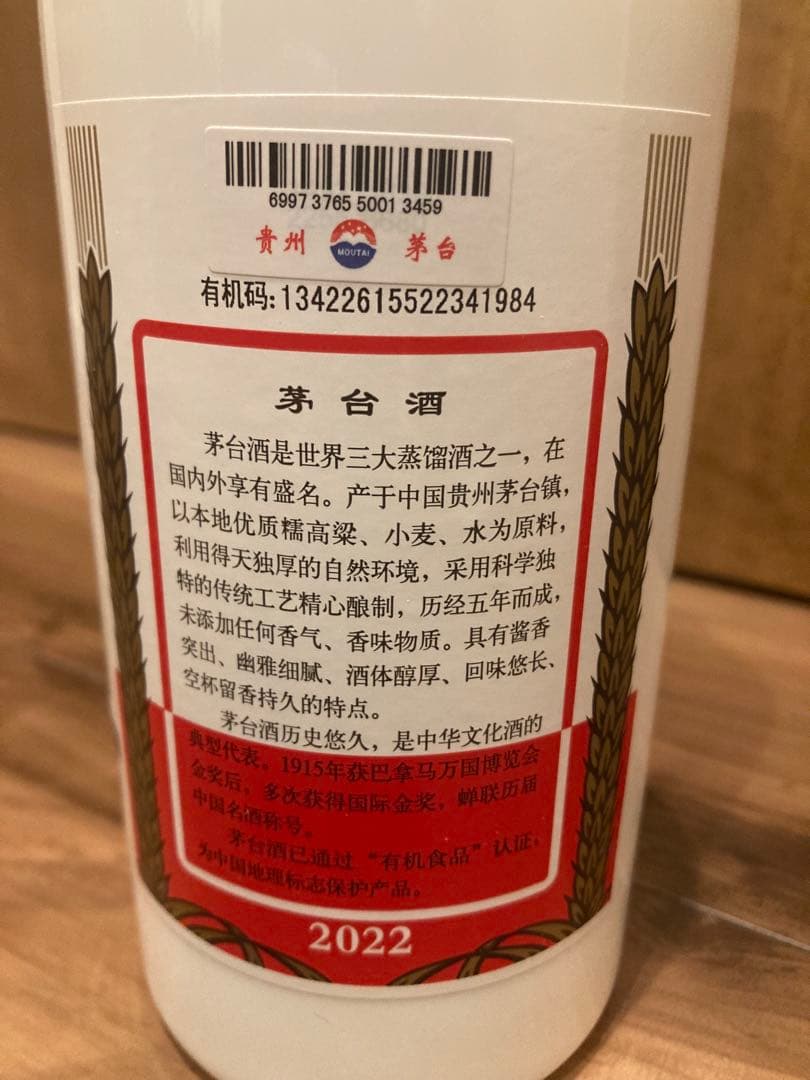 6997 3765 5001 3459
贵州 MOUTAI 茅台
有机码:13422615522341984
茅台酒
茅台酒是世界三大蒸馏酒之一，在
国内外享有盛名。产于中国贵州茅台镇，
以本地优质糯高粱、小麦、水为原料，
利用得天独厚的自然环境，采用科学独
特的传统工艺精心酿制，历经五年而成，
未添加任何香气、香味物质。具有酱香
突出、幽雅细腻、酒体醇厚、回味悠长、
空杯留香持久的特点。
茅台酒历史悠久，是中华文化酒的
典型代表。1915年获巴拿马万国博览会
金奖后，多次获得国际金奖，蝉联历届
中国名酒称号。
茅台酒已通过“有机食品”认证，
为中国地理标志保护产品。
2022